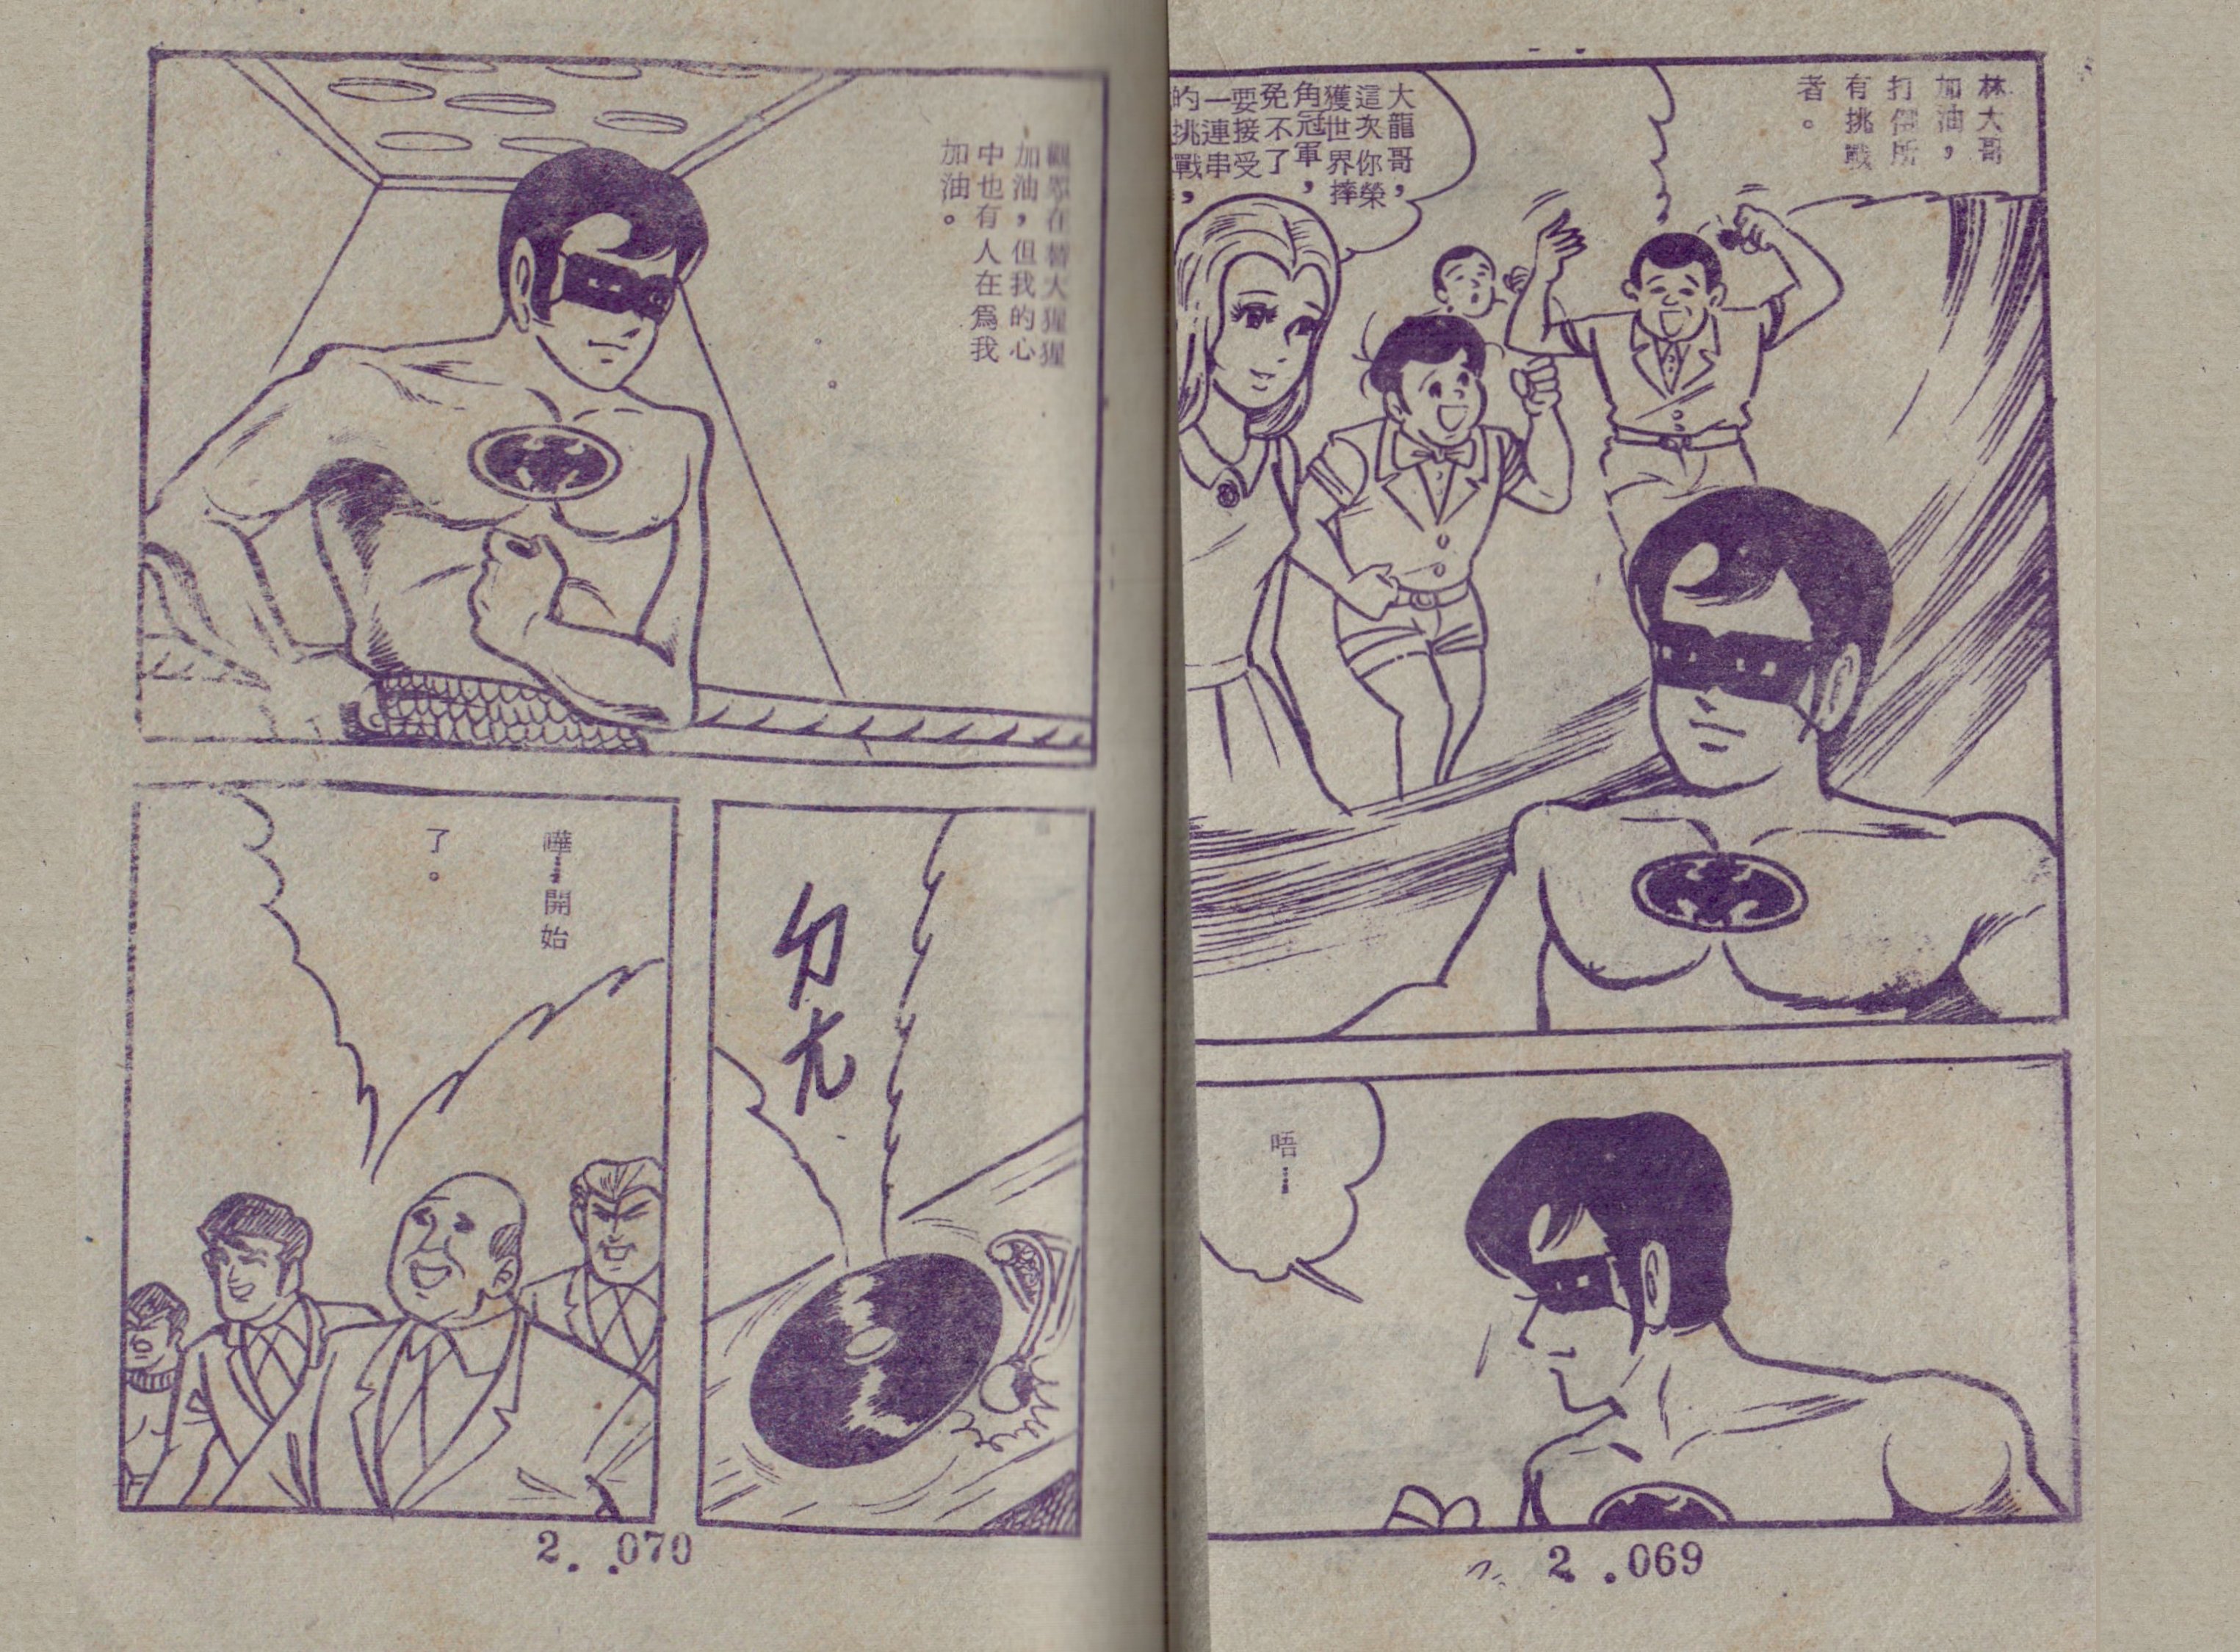 林大哥
加油，
打倒所
有挑戰
者。
大龍哥，
這次你榮
獲世界摔
角冠軍，
免不了
要接受
一連串
的挑戰，
唔┅
2.069
觀眾在替大猩猩
加油，但我的心
中也有人在爲我
加油。
ㄉㄤ
嘩┅開始
了。
2..070